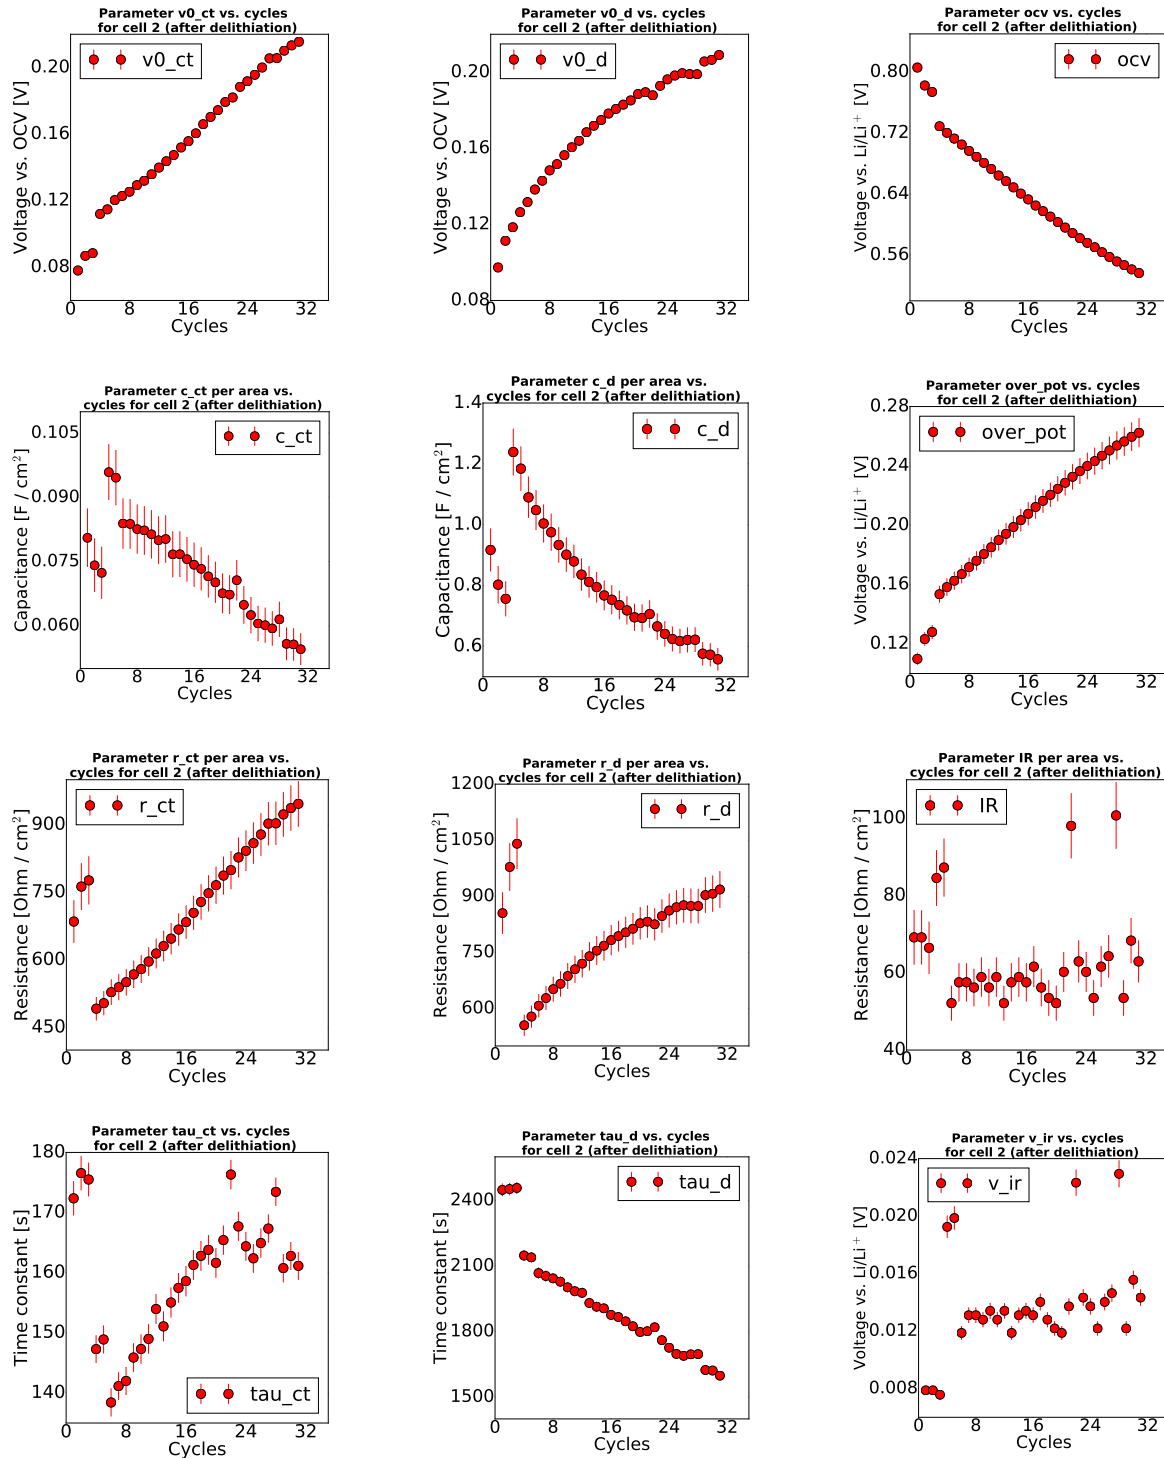 Parameter v0_ct vs. cycles
for cell 2 (after delithiation)
v0_ct
Voltage vs. OCV [V]
0.20
0.16
0.12
0.08
0 8 16 24 32
Cycles
Parameter v0_d vs. cycles
for cell 2 (after delithiation)
v0_d
Voltage vs. OCV [V]
0.20
0.16
0.12
0.08
0 8 16 24 32
Cycles
Parameter ocv vs. cycles
for cell 2 (after delithiation)
ocv
Voltage vs. Li/Li⁺ [V]
0.80
0.72
0.64
0.56
0 8 16 24 32
Cycles
Parameter c_ct per area vs.
cycles for cell 2 (after delithiation)
c_ct
Capacitance [F / cm²]
0.105
0.090
0.075
0.060
0 8 16 24 32
Cycles
Parameter c_d per area vs.
cycles for cell 2 (after delithiation)
c_d
Capacitance [F / cm²]
1.4
1.2
1.0
0.8
0.6
0 8 16 24 32
Cycles
Parameter over_pot vs. cycles
for cell 2 (after delithiation)
over_pot
Voltage vs. Li/Li⁺ [V]
0.28
0.24
0.20
0.16
0.12
0 8 16 24 32
Cycles
Parameter r_ct per area vs.
cycles for cell 2 (after delithiation)
r_ct
Resistance [Ohm / cm²]
900
750
600
450
0 8 16 24 32
Cycles
Parameter r_d per area vs.
cycles for cell 2 (after delithiation)
r_d
Resistance [Ohm / cm²]
1200
1050
900
750
600
0 8 16 24 32
Cycles
Parameter IR per area vs.
cycles for cell 2 (after delithiation)
IR
Resistance [Ohm / cm²]
100
80
60
40
0 8 16 24 32
Cycles
Parameter tau_ct vs. cycles
for cell 2 (after delithiation)
tau_ct
Time constant [s]
180
170
160
150
140
0 8 16 24 32
Cycles
Parameter tau_d vs. cycles
for cell 2 (after delithiation)
tau_d
Time constant [s]
2400
2100
1800
1500
0 8 16 24 32
Cycles
Parameter v_ir vs. cycles
for cell 2 (after delithiation)
v_ir
Voltage vs. Li/Li⁺ [V]
0.024
0.020
0.016
0.012
0.008
0 8 16 24 32
Cycles